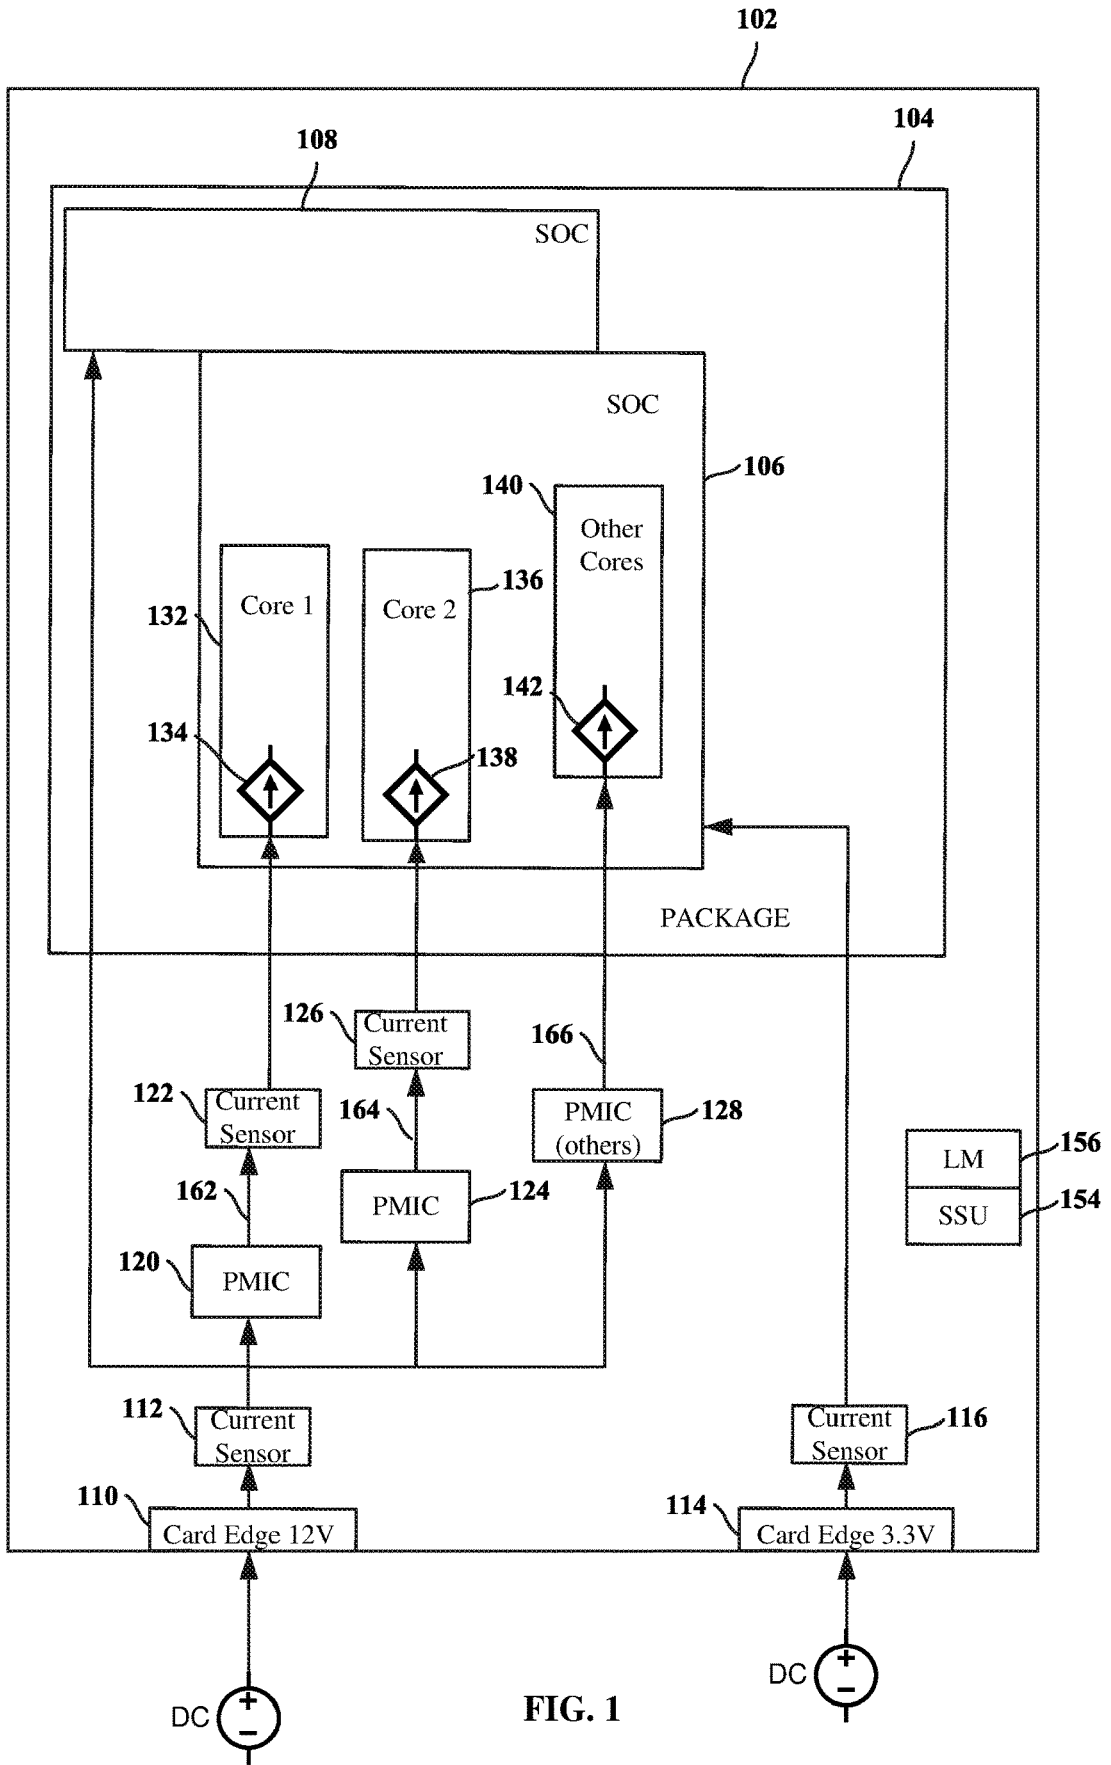 102
104
108
SOC
SOC
106
140
Other
Cores
136
132
Core 1
Core 2
142
134
138
PACKAGE
126
Current
Sensor
166
122
Current
Sensor
164
PMIC
(others)
128
LM
156
162
PMIC
124
SSU
154
120
PMIC
112
Current
Sensor
Current
Sensor
116
110
Card Edge 12V
114
Card Edge 3.3V
DC
+
−
DC
+
−
FIG. 1